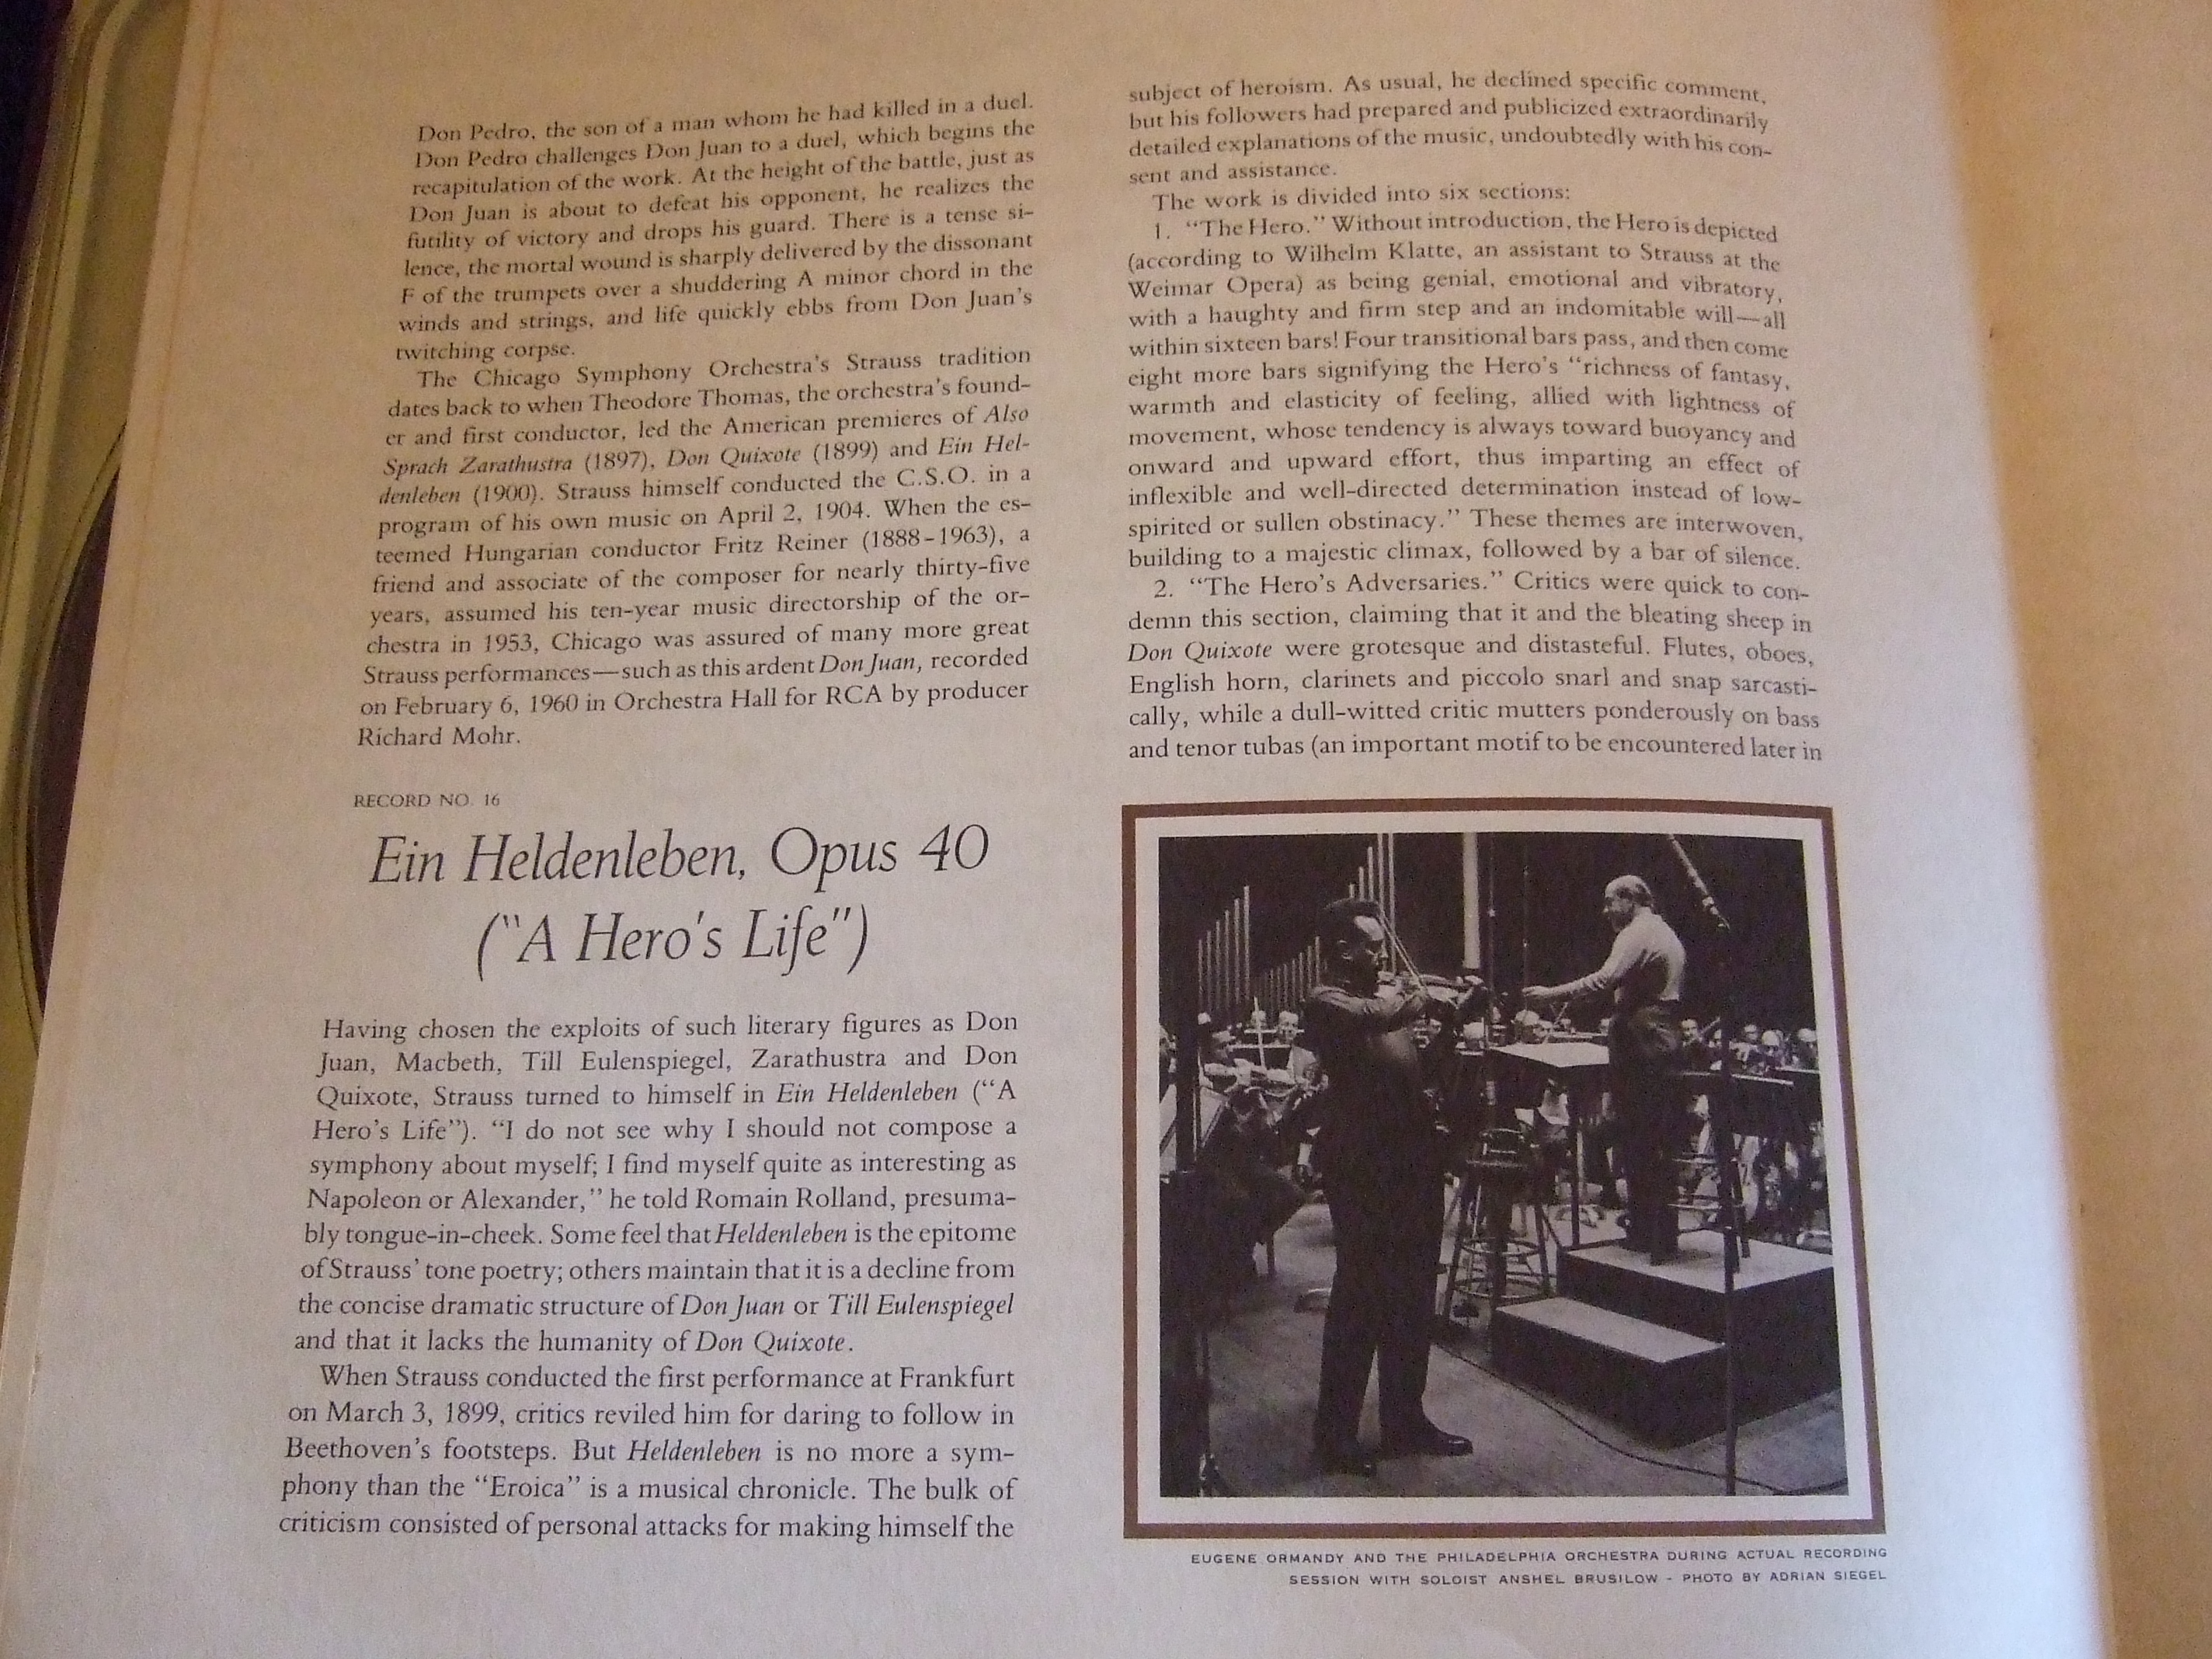 Don Pedro, the son of a man whom he had killed in a duel.
Don Pedro challenges Don Juan to a duel, which begins the
recapitulation of the work. At the height of the battle, just as
Don Juan is about to defeat his opponent, he realizes the
futility of victory and drops his guard. There is a tense si-
lence, the mortal wound is sharply delivered by the dissonant
F of the trumpets over a shuddering A minor chord in the
winds and strings, and life quickly ebbs from Don Juan's
twitching corpse.
The Chicago Symphony Orchestra's Strauss tradition
dates back to when Theodore Thomas, the orchestra's found-
er and first conductor, led the American premieres of Also
Sprach Zarathustra (1897), Don Quixote (1899) and Ein Hel-
denleben (1900). Strauss himself conducted the C.S.O. in a
program of his own music on April 2, 1904. When the es-
teemed Hungarian conductor Fritz Reiner (1888-1963), a
friend and associate of the composer for nearly thirty-five
years, assumed his ten-year music directorship of the or-
chestra in 1953, Chicago was assured of many more great
Strauss performances—such as this ardent Don Juan, recorded
on February 6, 1960 in Orchestra Hall for RCA by producer
Richard Mohr.
RECORD NO. 16
Ein Heldenleben, Opus 40
("A Hero's Life")
Having chosen the exploits of such literary figures as Don
Juan, Macbeth, Till Eulenspiegel, Zarathustra and Don
Quixote, Strauss turned to himself in Ein Heldenleben ("A
Hero's Life"). "I do not see why I should not compose a
symphony about myself; I find myself quite as interesting as
Napoleon or Alexander," he told Romain Rolland, presuma-
bly tongue-in-cheek. Some feel that Heldenleben is the epitome
of Strauss' tone poetry; others maintain that it is a decline from
the concise dramatic structure of Don Juan or Till Eulenspiegel
and that it lacks the humanity of Don Quixote.
When Strauss conducted the first performance at Frankfurt
on March 3, 1899, critics reviled him for daring to follow in
Beethoven's footsteps. But Heldenleben is no more a sym-
phony than the "Eroica" is a musical chronicle. The bulk of
criticism consisted of personal attacks for making himself the
subject of heroism. As usual, he declined specific comment,
but his followers had prepared and publicized extraordinarily
detailed explanations of the music, undoubtedly with his con-
sent and assistance.
The work is divided into six sections:
1. "The Hero." Without introduction, the Hero is depicted
(according to Wilhelm Klatte, an assistant to Strauss at the
Weimar Opera) as being genial, emotional and vibratory,
with a haughty and firm step and an indomitable will—all
within sixteen bars! Four transitional bars pass, and then come
eight more bars signifying the Hero's "richness of fantasy,
warmth and elasticity of feeling, allied with lightness of
movement, whose tendency is always toward buoyancy and
onward and upward effort, thus imparting an effect of
inflexible and well-directed determination instead of low-
spirited or sullen obstinacy." These themes are interwoven,
building to a majestic climax, followed by a bar of silence.
2. "The Hero's Adversaries." Critics were quick to con-
demn this section, claiming that it and the bleating sheep in
Don Quixote were grotesque and distasteful. Flutes, oboes,
English horn, clarinets and piccolo snarl and snap sarcasti-
cally, while a dull-witted critic mutters ponderously on bass
and tenor tubas (an important motif to be encountered later in
EUGENE ORMANDY AND THE PHILADELPHIA ORCHESTRA DURING ACTUAL RECORDING
SESSION WITH SOLOIST ANSHEL BRUSILOW - PHOTO BY ADRIAN SIEGEL